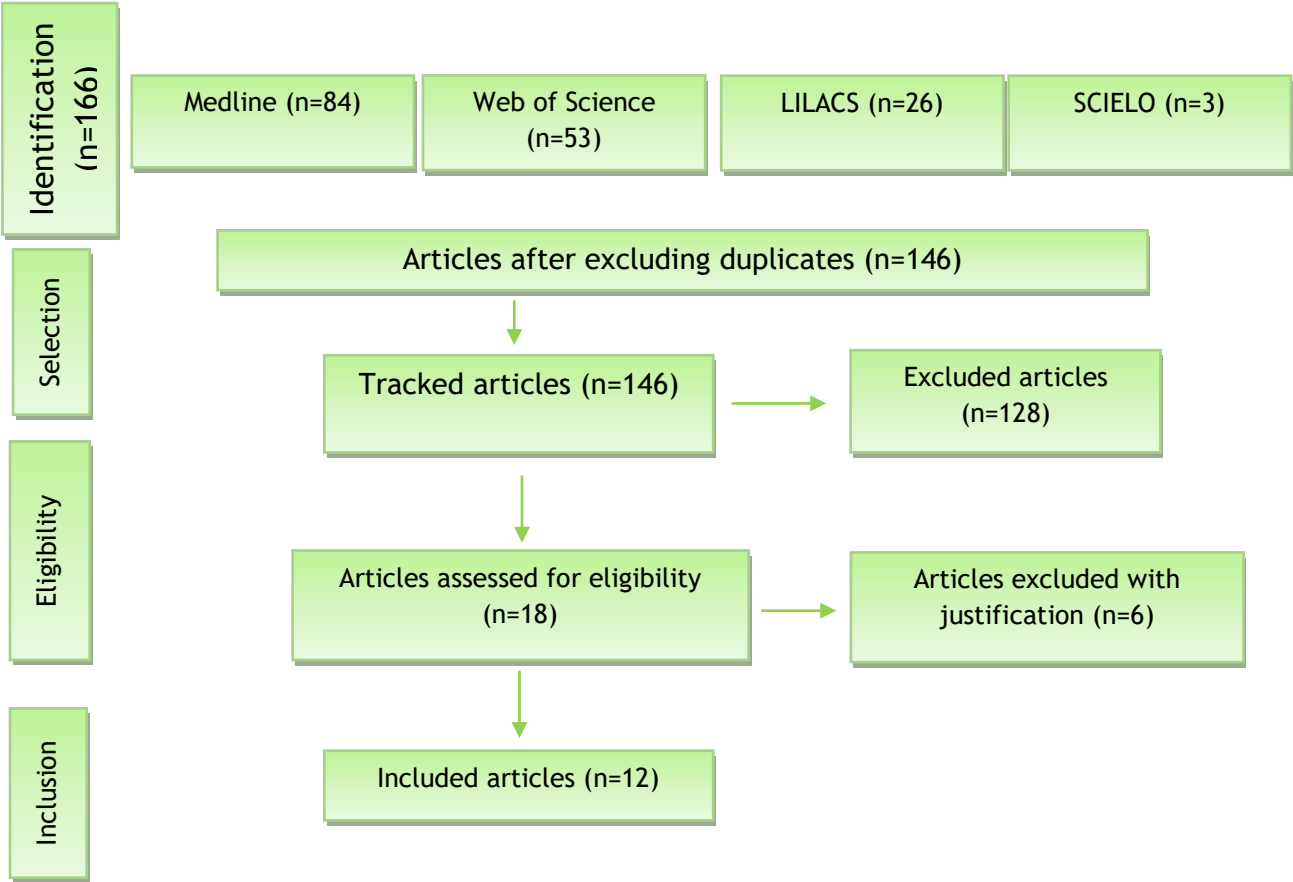 Identification
(n=166)
Medline (n=84)
Web of Science
(n=53)
LILACS (n=26)
SCIELO (n=3)
Selection
Articles after excluding duplicates (n=146)
Tracked articles (n=146)
Excluded articles
(n=128)
Eligibility
Articles assessed for eligibility
(n=18)
Articles excluded with
justification (n=6)
Inclusion
Included articles (n=12)